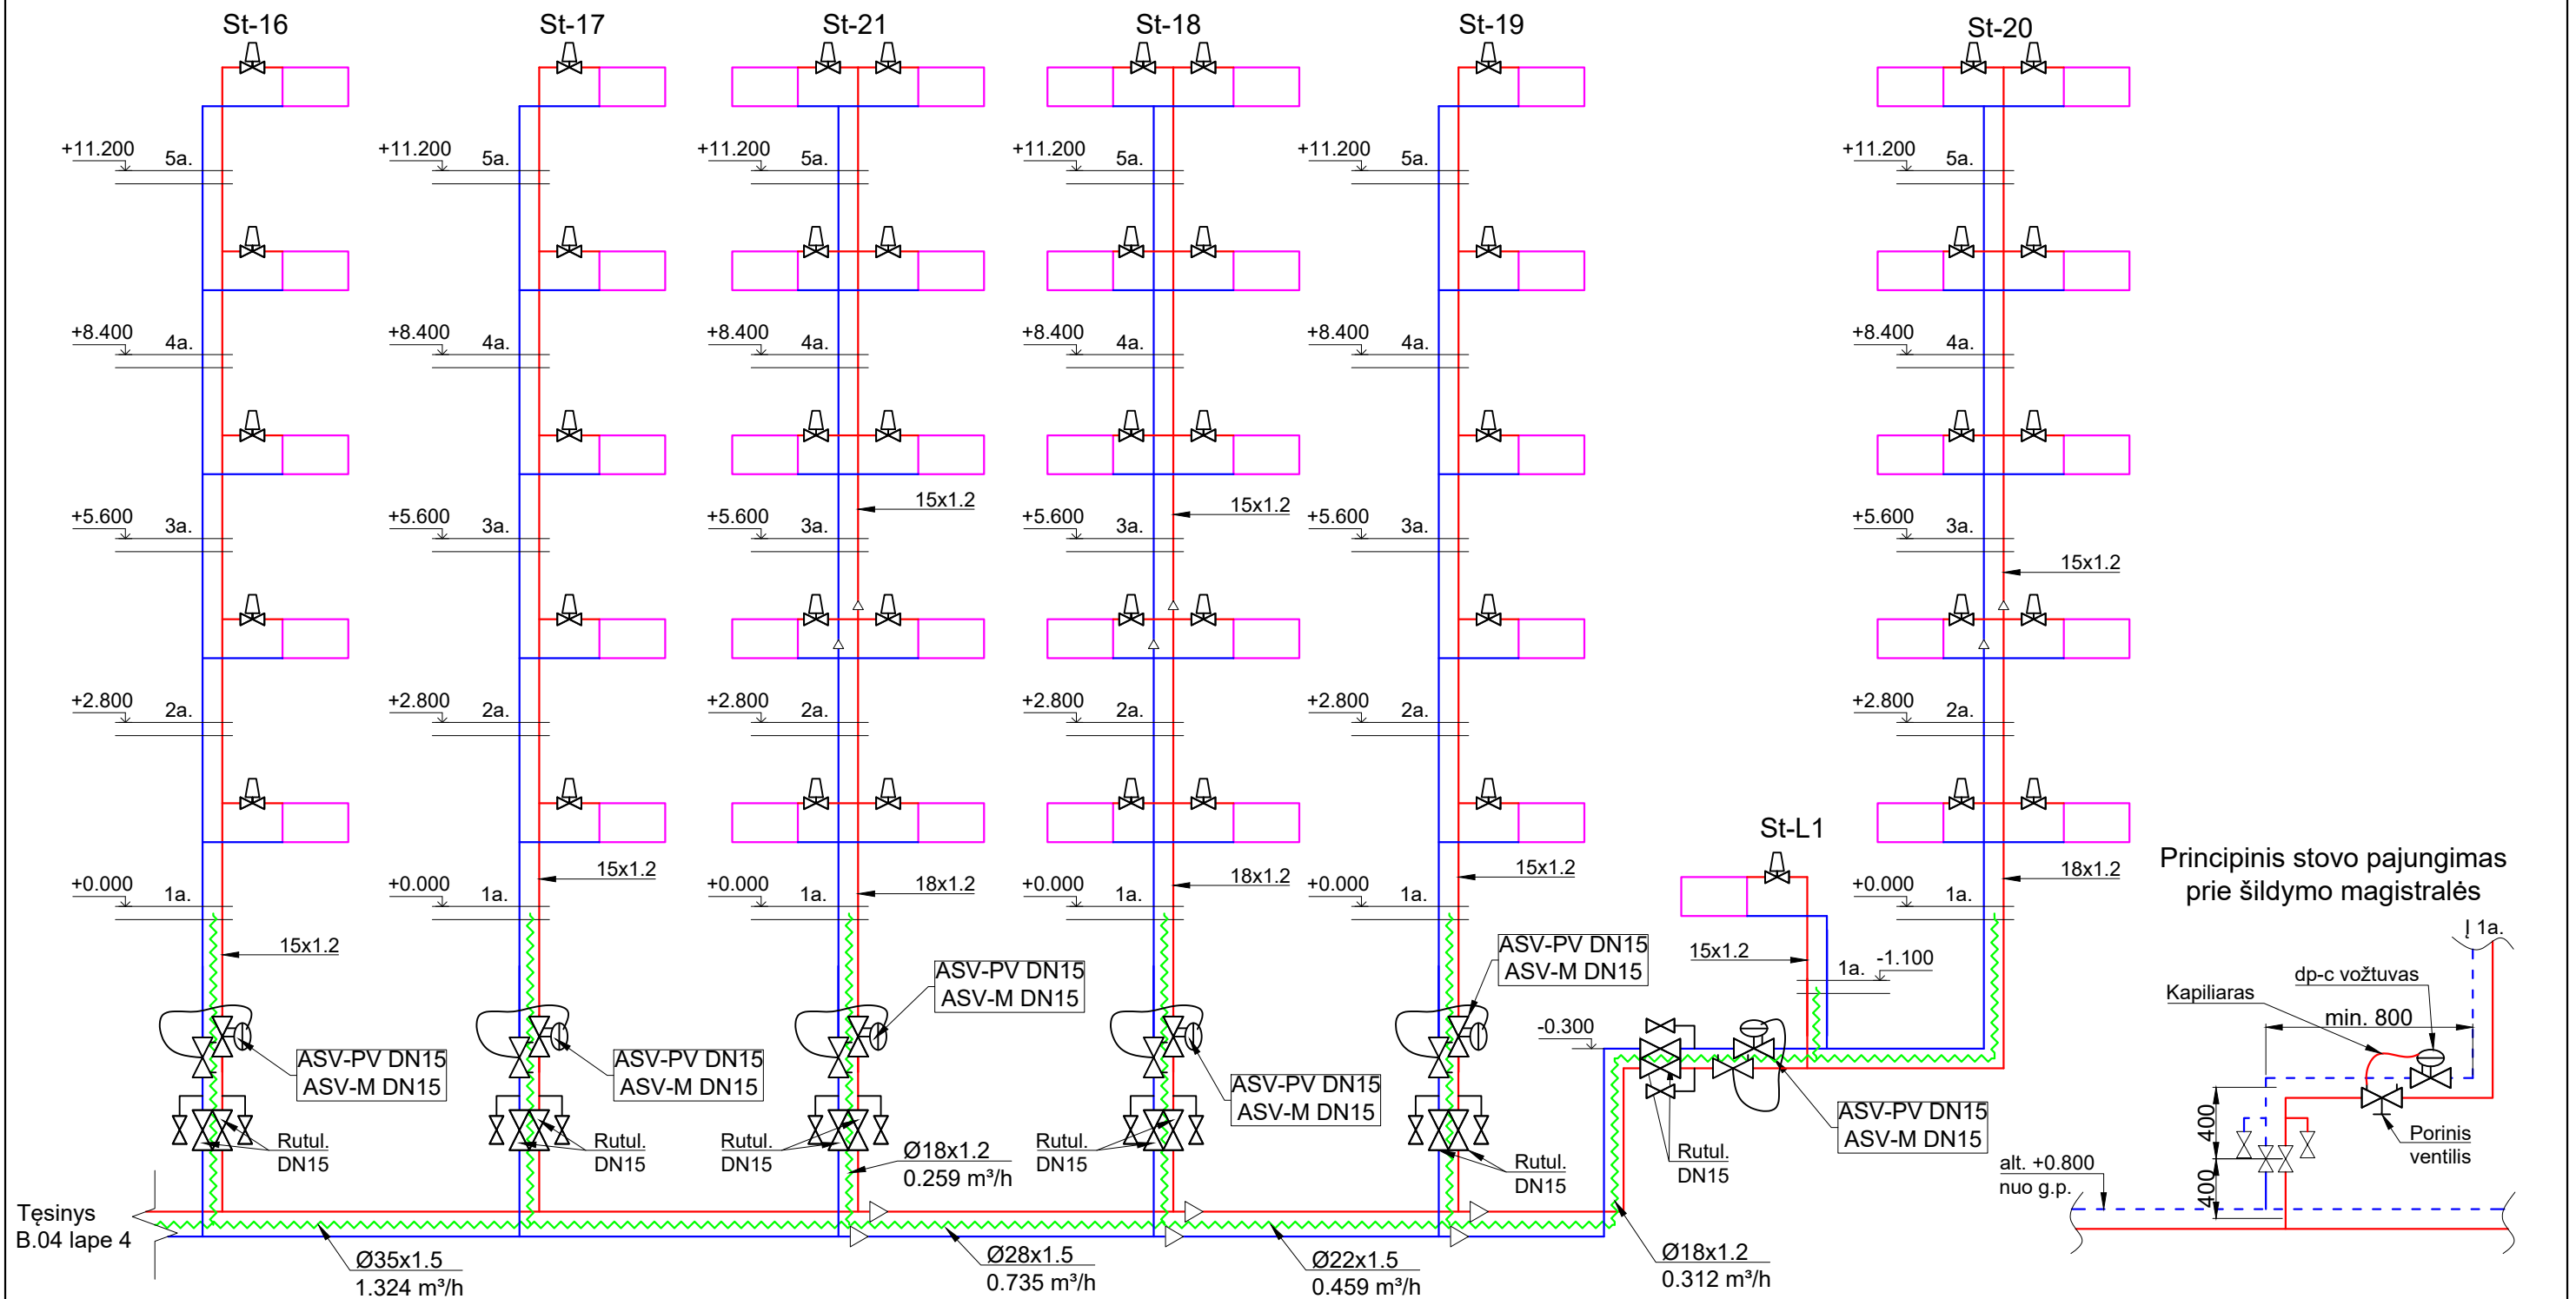 St-16
St-17
St-21
St-18
St-19
St-20
+11.200 5a.
+11.200 5a.
+11.200 5a.
+11.200 5a.
+11.200 5a.
+11.200 5a.
+8.400 4a.
+8.400 4a.
+8.400 4a.
+8.400 4a.
+8.400 4a.
+8.400 4a.
15x1.2
15x1.2
+5.600 3a.
+5.600 3a.
+5.600 3a.
+5.600 3a.
+5.600 3a.
+5.600 3a.
15x1.2
+2.800 2a.
+2.800 2a.
+2.800 2a.
+2.800 2a.
+2.800 2a.
+2.800 2a.
St-L1
15x1.2
18x1.2
18x1.2
15x1.2
18x1.2
+0.000 1a.
+0.000 1a.
+0.000 1a.
+0.000 1a.
+0.000 1a.
+0.000 1a.
Principinis stovo pajungimas
prie šildymo magistralės
Į 1a.
15x1.2
15x1.2
1a. -1.100
ASV-PV DN15
ASV-M DN15
ASV-PV DN15
ASV-M DN15
dp-c vožtuvas
Kapiliaras
min. 800
-0.300
ASV-PV DN15
ASV-M DN15
ASV-PV DN15
ASV-M DN15
ASV-PV DN15
ASV-M DN15
ASV-PV DN15
ASV-M DN15
400
400
Porinis
ventilis
Rutul.
DN15
Rutul.
DN15
Rutul.
DN15
Rutul.
DN15
Rutul.
DN15
Rutul.
DN15
alt. +0.800
nuo g.p.
Ø18x1.2
0.259 m³/h
Tęsinys
B.04 lape 4
Ø35x1.5
1.324 m³/h
Ø28x1.5
0.735 m³/h
Ø22x1.5
0.459 m³/h
Ø18x1.2
0.312 m³/h